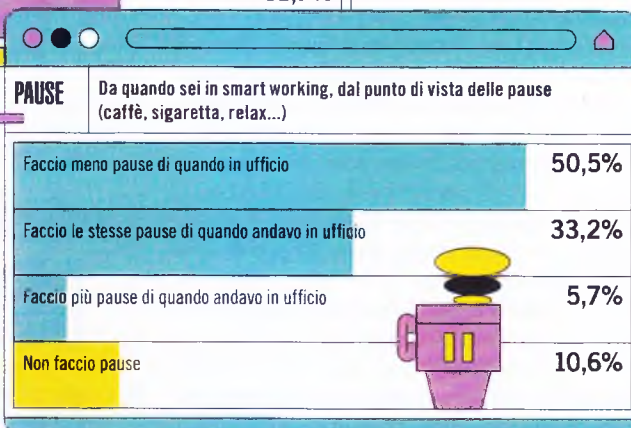 PAUSE
Da quando sei in smart working, dal punto di vista delle pause
(caffè, sigaretta, relax...)
Faccio meno pause di quando in ufficio
50,5%
Faccio le stesse pause di quando andavo in ufficio
33,2%
Faccio più pause di quando andavo in ufficio
5,7%
Non faccio pause
10,6%